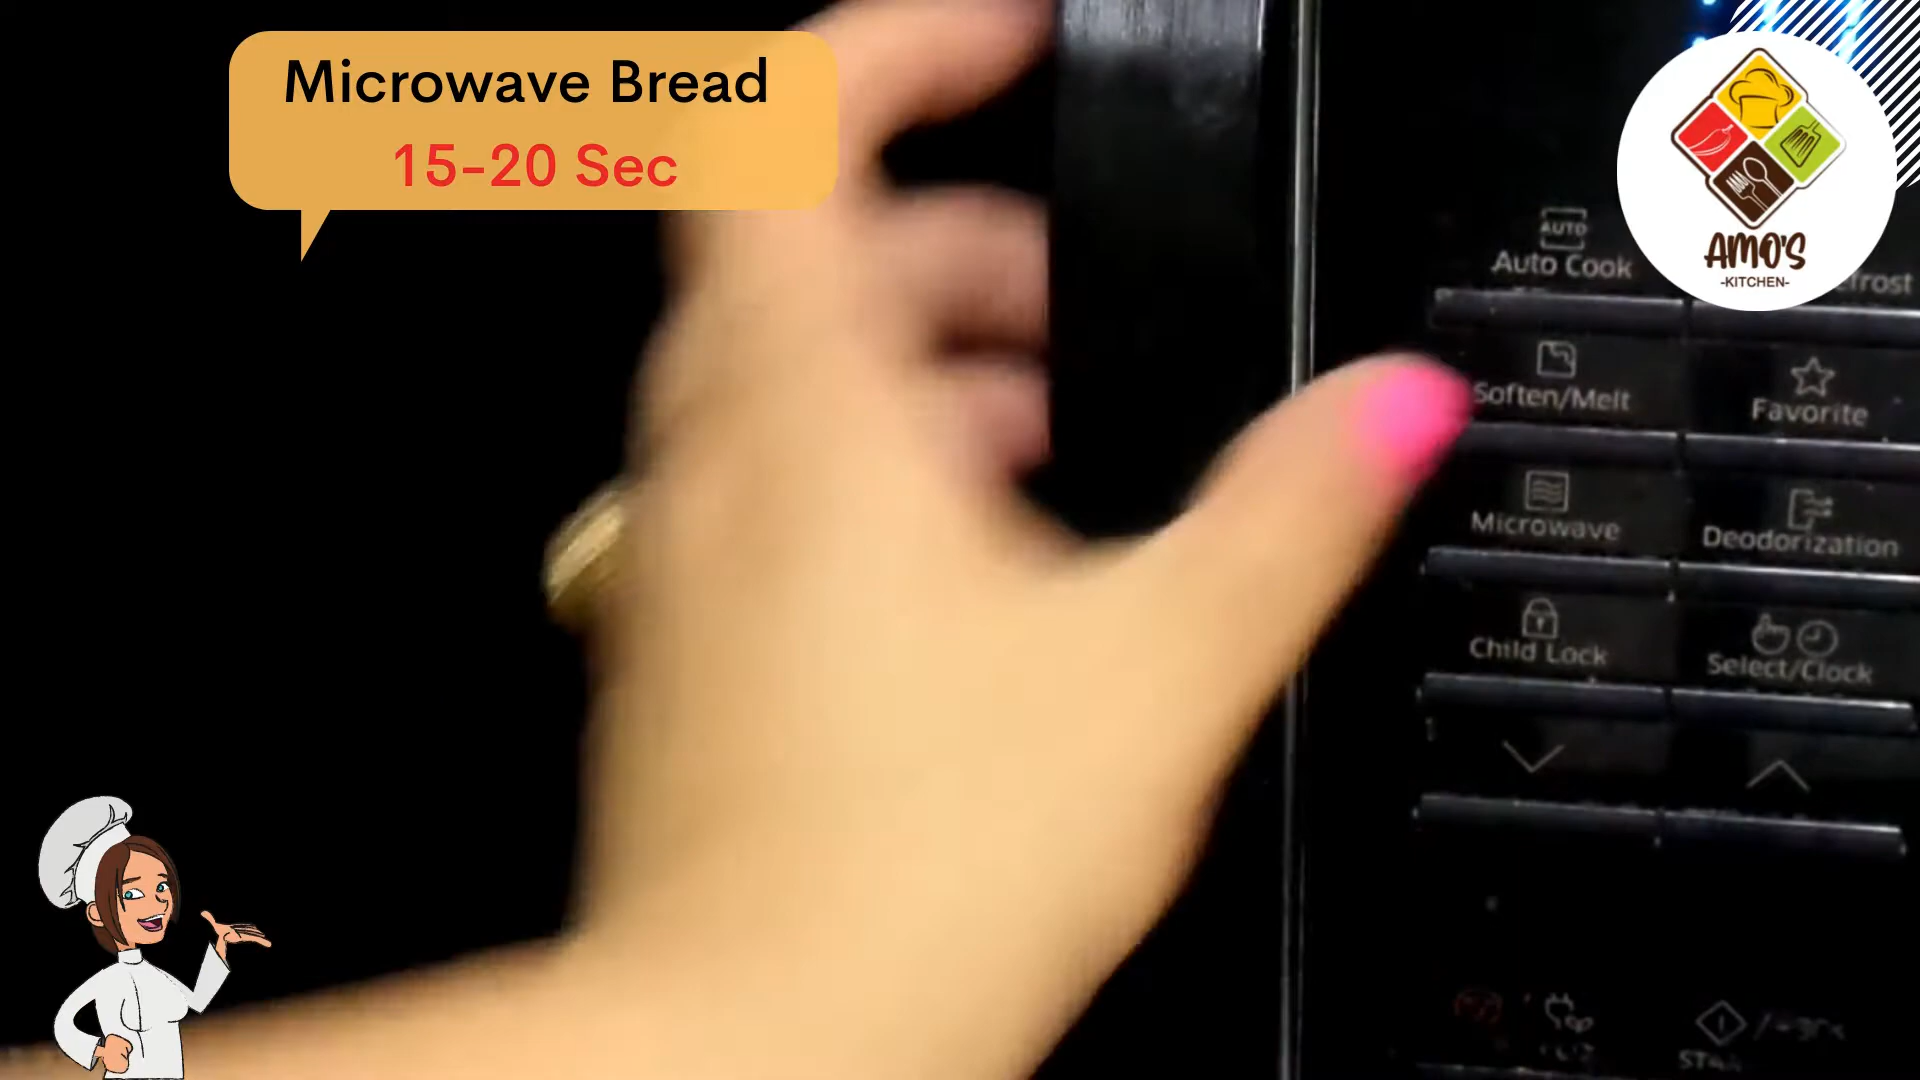 Microwave Bread
15-20 Sec
AMO'S
-KITCHEN-
AUTO
Auto Cook
frost
Soften/Melt
Favorite
Microwave
Deodorization
Child Lock
Select/Clock